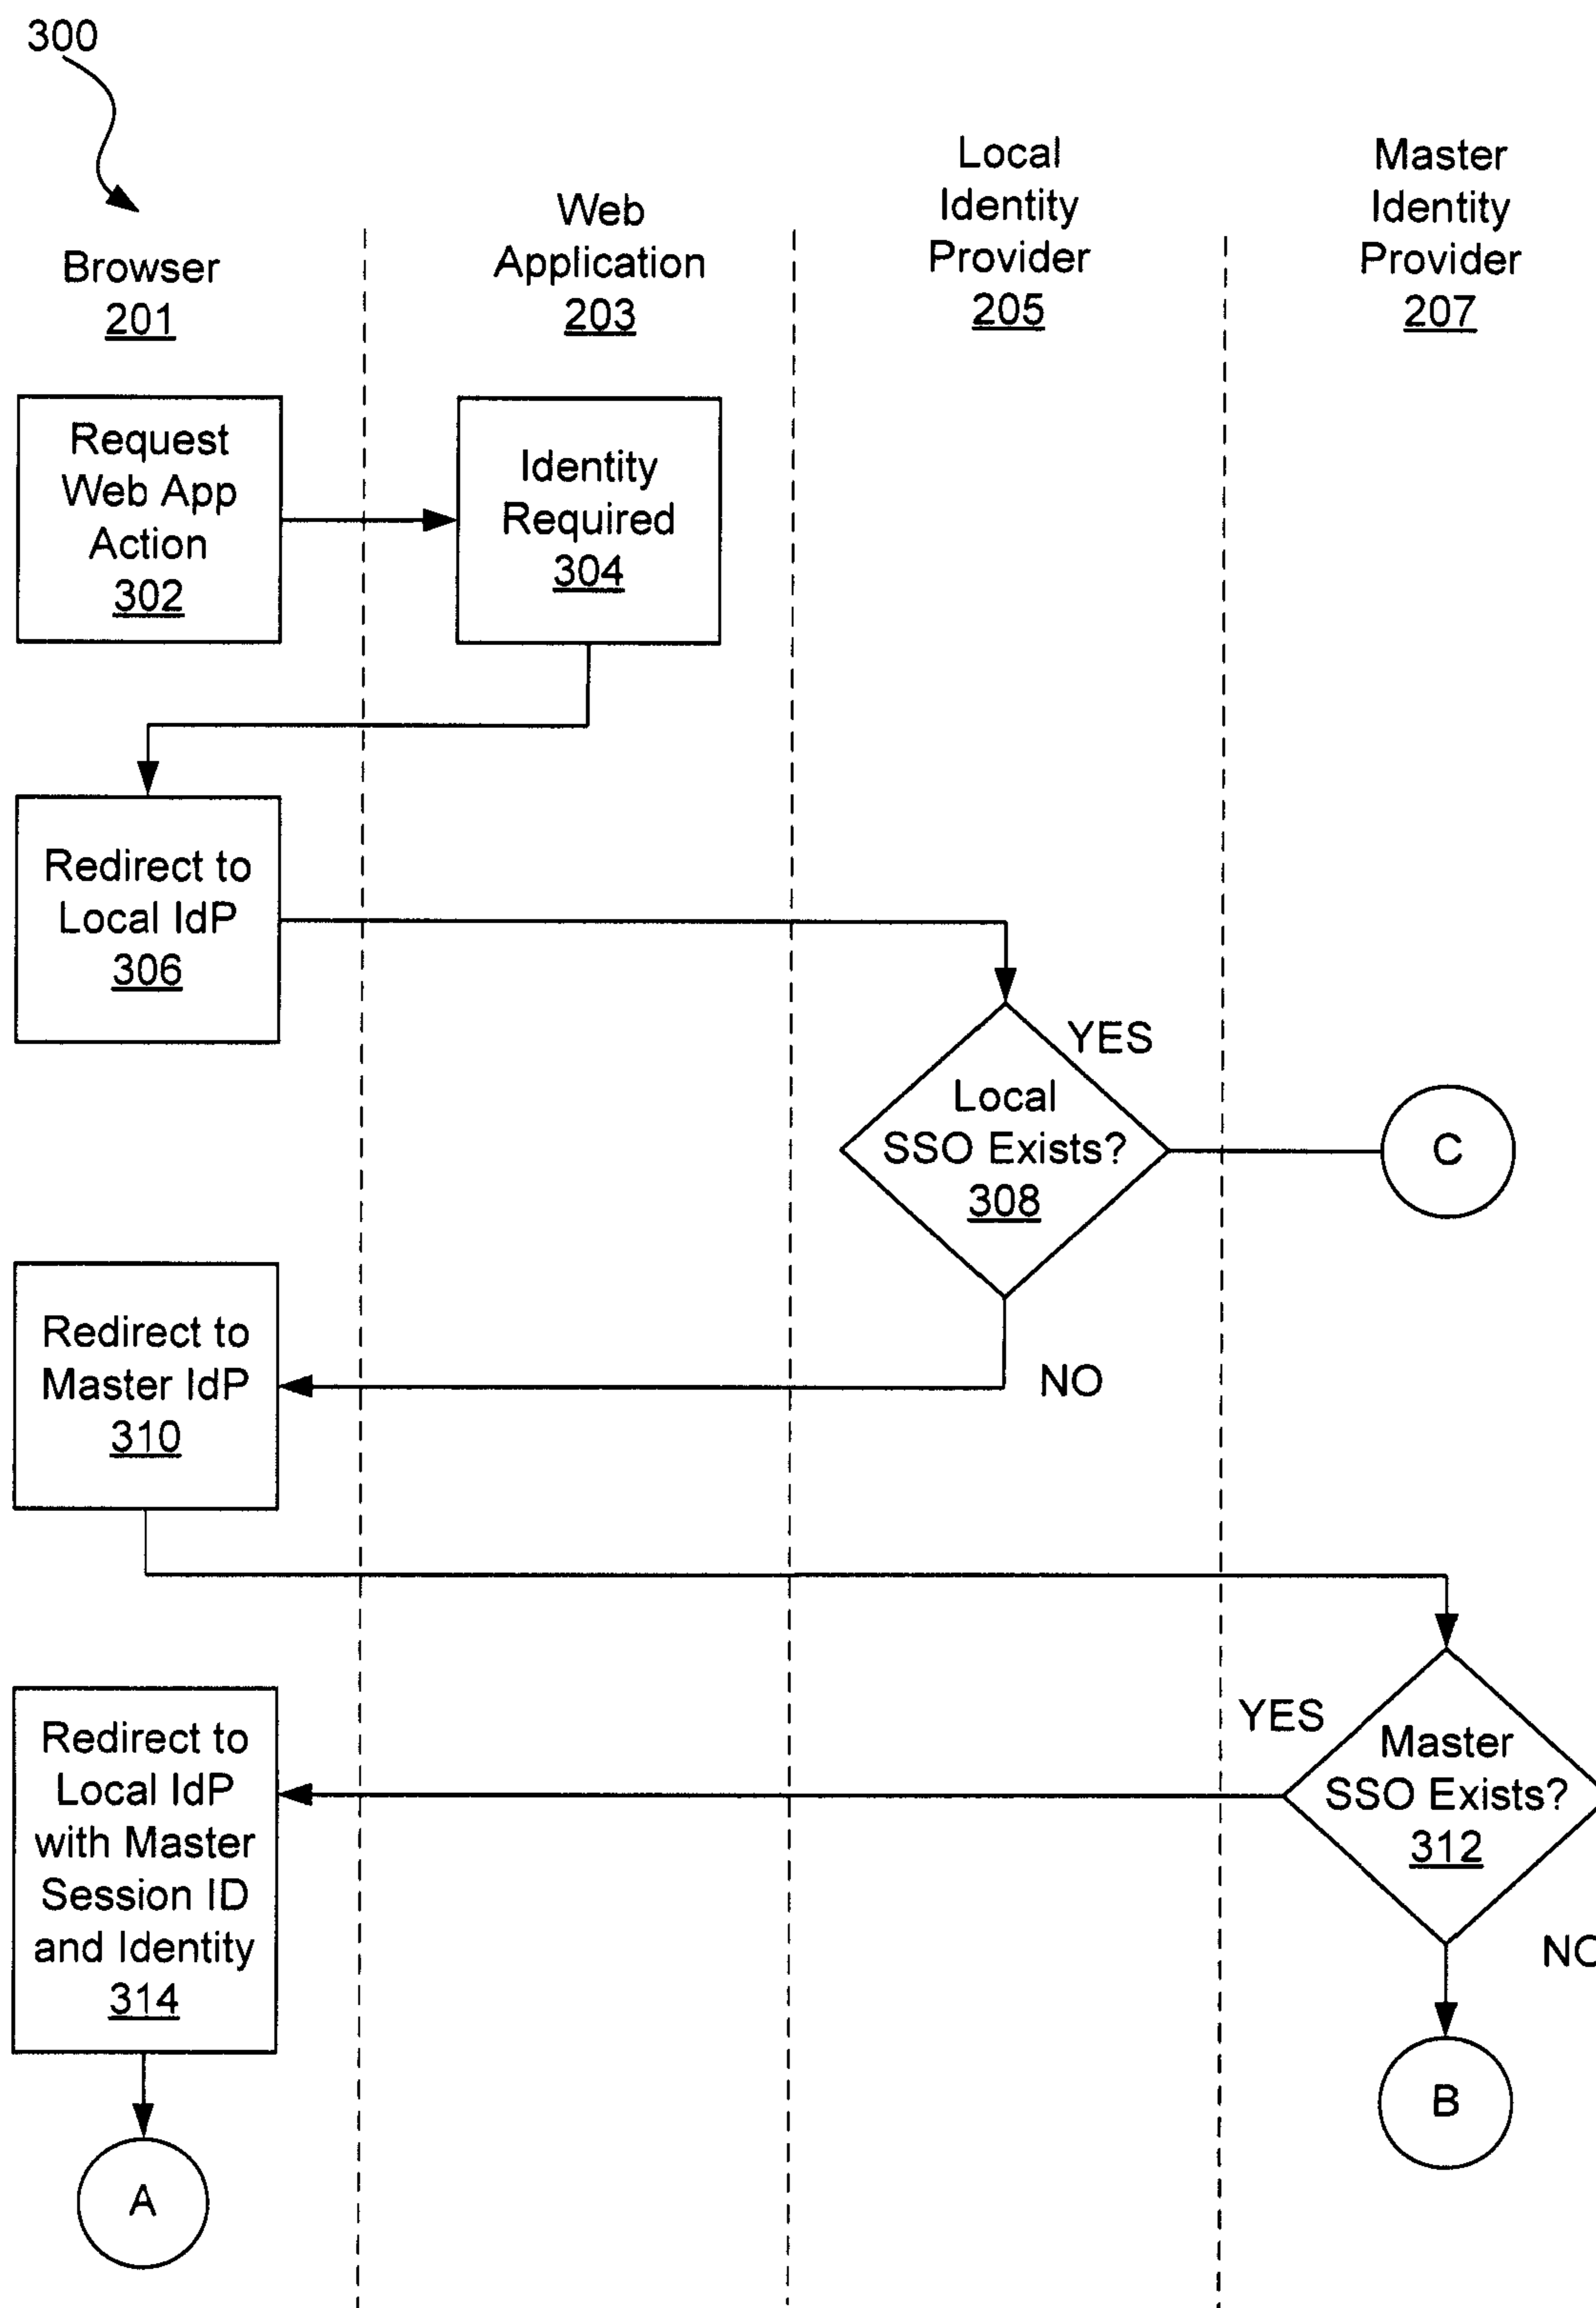 300
Browser
201
Web
Application
203
Local
Identity
Provider
205
Master
Identity
Provider
207
Request
Web App
Action
302
Identity
Required
304
Redirect to
Local IdP
306
YES
Local
SSO Exists?
308
C
Redirect to
Master IdP
310
NO
YES
Master
SSO Exists?
312
Redirect to
Local IdP
with Master
Session ID
and Identity
314
NO
B
A